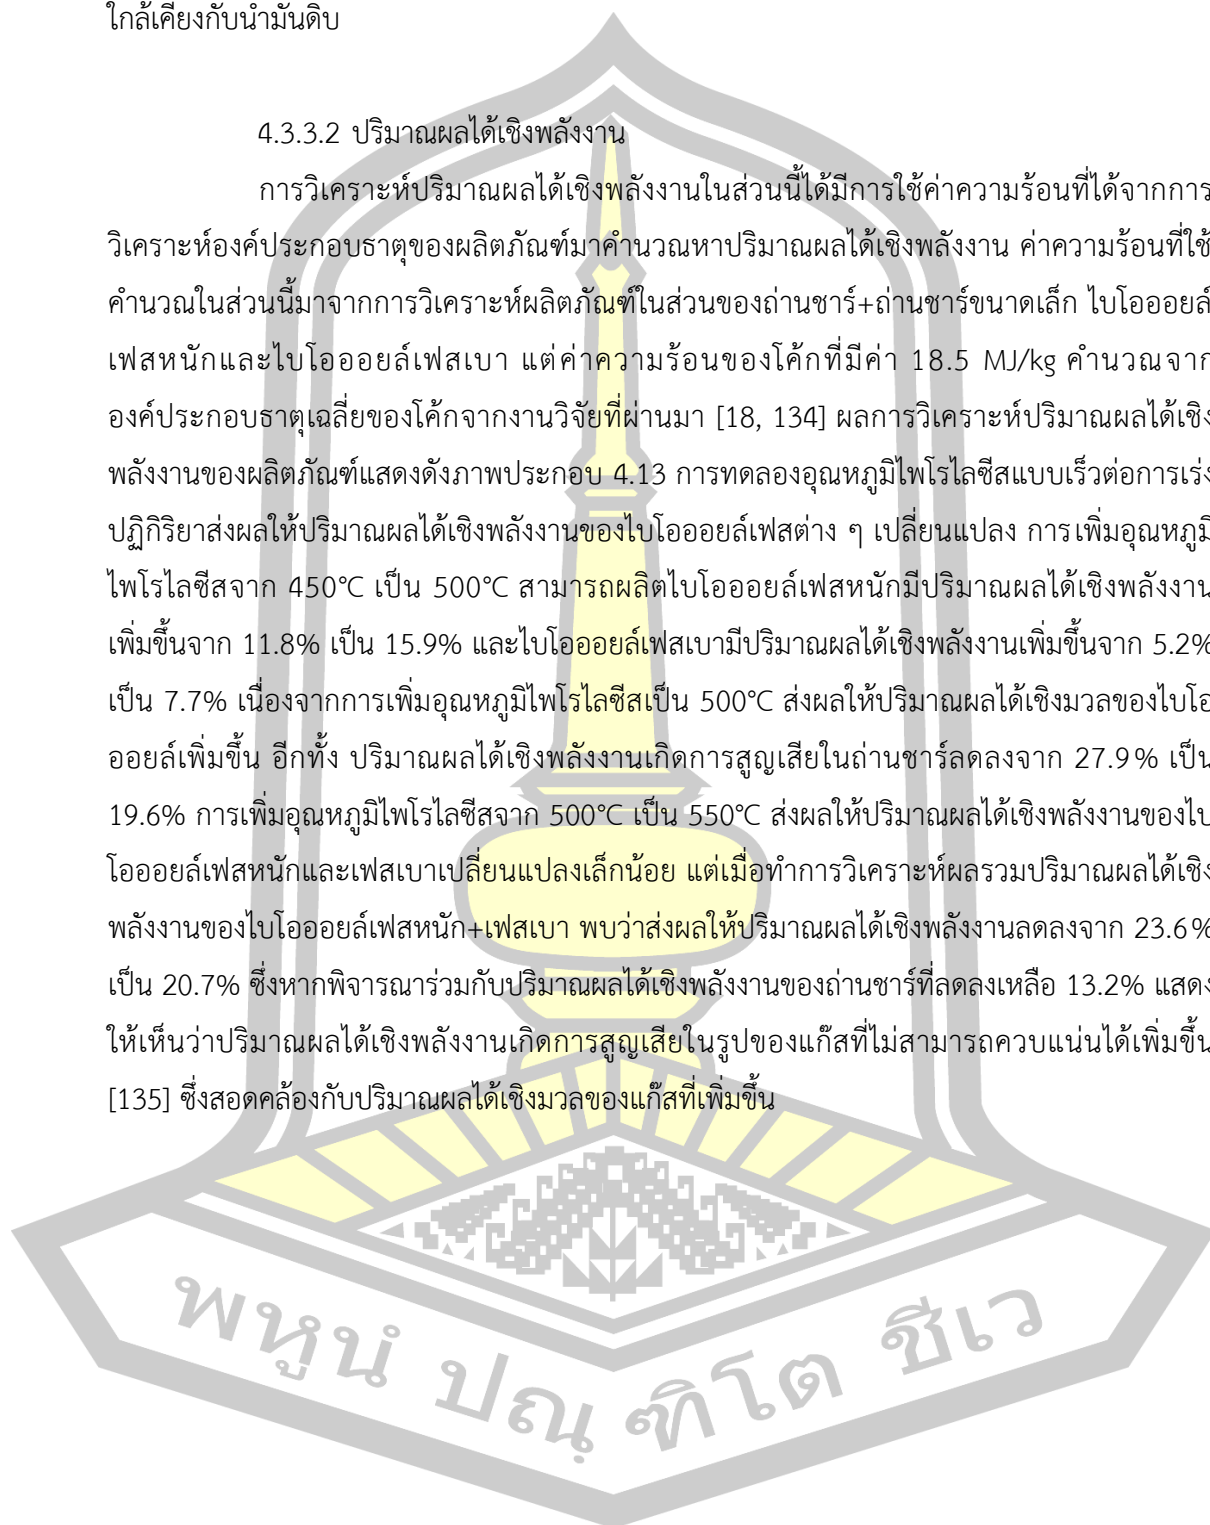 ใกล้เคียงกับน้ำมันดิบ
4.3.3.2 ปริมาณผลได้เชิงพลังงาน
การวิเคราะห์ปริมาณผลได้เชิงพลังงานในส่วนนี้ได้มีการใช้ค่าความร้อนที่ได้จากการ
วิเคราะห์องค์ประกอบธาตุของผลิตภัณฑ์มาคำนวณหาปริมาณผลได้เชิงพลังงาน ค่าความร้อนที่ใช้
คำนวณในส่วนนี้มาจากการวิเคราะห์ผลิตภัณฑ์ในส่วนของถ่านชาร์+ถ่านชาร์ขนาดเล็ก ไบโอออยล์
เฟสหนักและไบโอออยล์เฟสเบา แต่ค่าความร้อนของโค้กที่มีค่า 18.5 MJ/kg คำนวณจาก
องค์ประกอบธาตุเฉลี่ยของโค้กจากงานวิจัยที่ผ่านมา [18, 134] ผลการวิเคราะห์ปริมาณผลได้เชิง
พลังงานของผลิตภัณฑ์แสดงดังภาพประกอบ 4.13 การทดลองอุณหภูมิไพโรไลซีสแบบเร็วต่อการเร่ง
ปฏิกิริยาส่งผลให้ปริมาณผลได้เชิงพลังงานของไบโอออยล์เฟสต่าง ๆ เปลี่ยนแปลง การเพิ่มอุณหภูมิ
ไพโรไลซีสจาก 450°C เป็น 500°C สามารถผลิตไบโอออยล์เฟสหนักมีปริมาณผลได้เชิงพลังงาน
เพิ่มขึ้นจาก 11.8% เป็น 15.9% และไบโอออยล์เฟสเบามีปริมาณผลได้เชิงพลังงานเพิ่มขึ้นจาก 5.2%
เป็น 7.7% เนื่องจากการเพิ่มอุณหภูมิไพโรไลซีสเป็น 500°C ส่งผลให้ปริมาณผลได้เชิงมวลของไบโอ
ออยล์เพิ่มขึ้น อีกทั้ง ปริมาณผลได้เชิงพลังงานเกิดการสูญเสียในถ่านชาร์ลดลงจาก 27.9% เป็น
19.6% การเพิ่มอุณหภูมิไพโรไลซีสจาก 500°C เป็น 550°C ส่งผลให้ปริมาณผลได้เชิงพลังงานของไบ
โอออยล์เฟสหนักและเฟสเบาเปลี่ยนแปลงเล็กน้อย แต่เมื่อทำการวิเคราะห์ผลรวมปริมาณผลได้เชิง
พลังงานของไบโอออยล์เฟสหนัก+เฟสเบา พบว่าส่งผลให้ปริมาณผลได้เชิงพลังงานลดลงจาก 23.6%
เป็น 20.7% ซึ่งหากพิจารณาร่วมกับปริมาณผลได้เชิงพลังงานของถ่านชาร์ที่ลดลงเหลือ 13.2% แสดง
ให้เห็นว่าปริมาณผลได้เชิงพลังงานเกิดการสูญเสียในรูปของแก๊สที่ไม่สามารถควบแน่นได้เพิ่มขึ้น
[135] ซึ่งสอดคล้องกับปริมาณผลได้เชิงมวลของแก๊สที่เพิ่มขึ้น
พหูนํ ปณฺฑิโต ชีเว